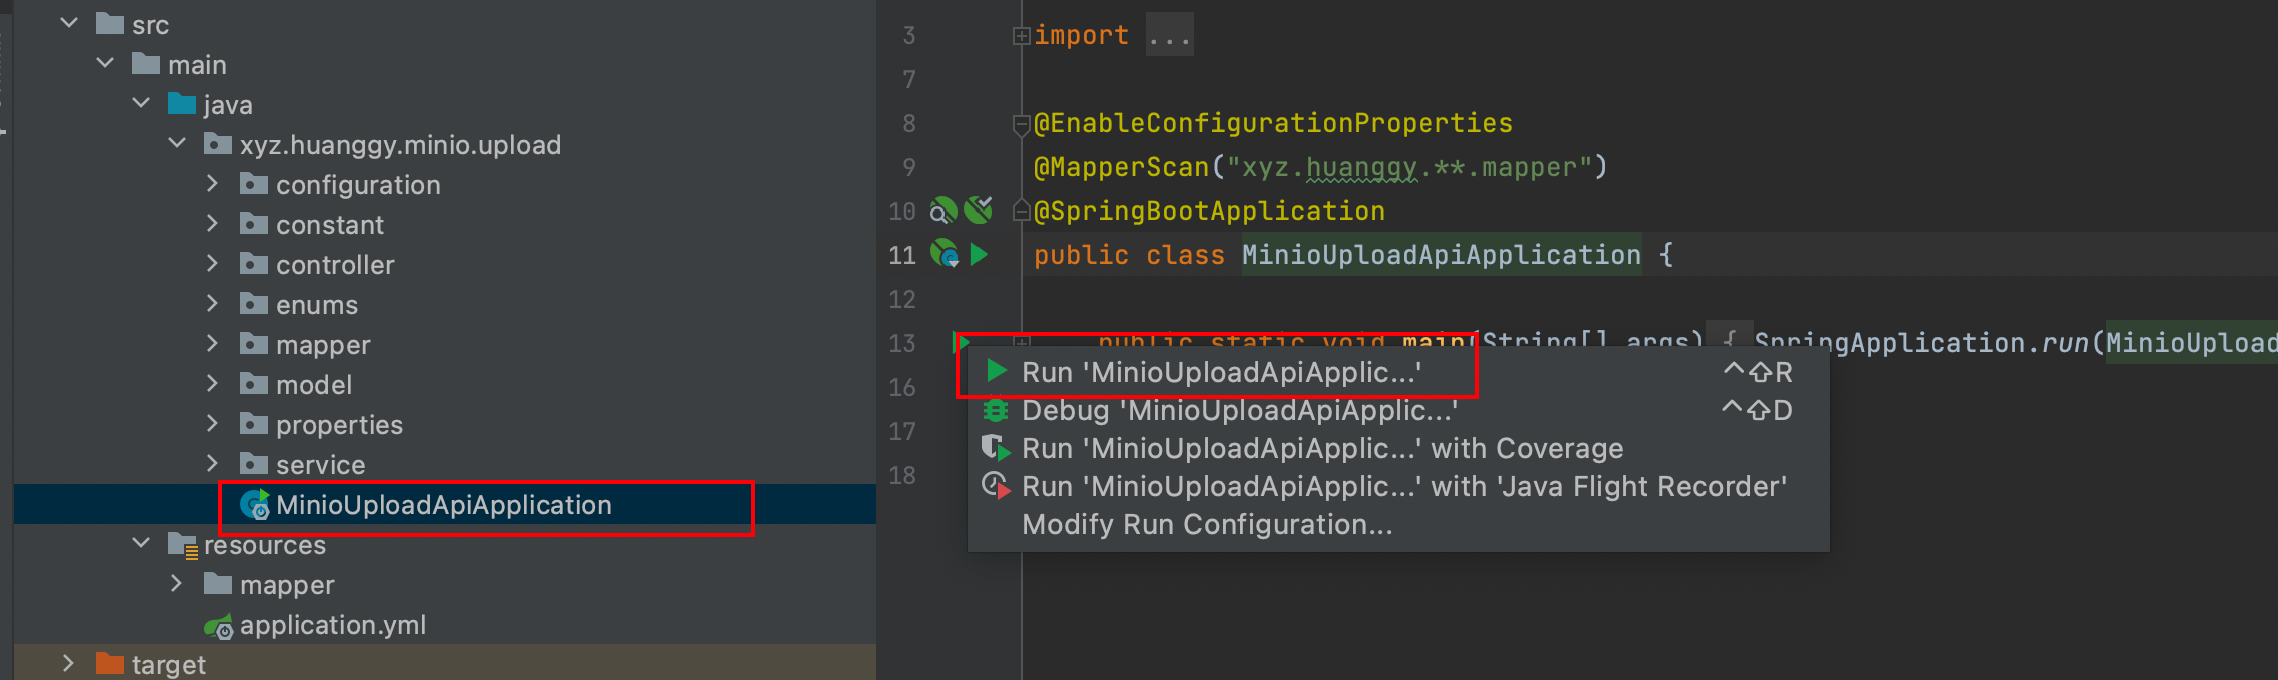 src
main
java
xyz.huanggy.minio.upload
configuration
constant
controller
enums
mapper
model
properties
service
MinioUploadApiApplication
resources
mapper
application.yml
target
3 import ...
7
8 @EnableConfigurationProperties
9 @MapperScan("xyz.huanggy.**.mapper")
10 @SpringBootApplication
11 public class MinioUploadApiApplication {
12
13 public static void main(String[] args) { SpringApplication.run(MinioUpload
16
17
18
Run 'MinioUploadApiApplic...' ^⇧R
Debug 'MinioUploadApiApplic...' ^⇧D
Run 'MinioUploadApiApplic...' with Coverage
Run 'MinioUploadApiApplic...' with 'Java Flight Recorder'
Modify Run Configuration...